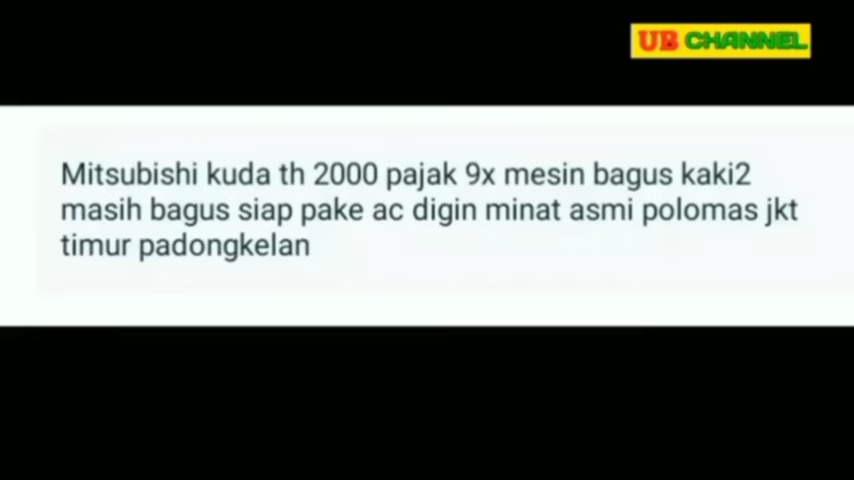 UB CHANNEL
Mitsubishi kuda th 2000 pajak 9x mesin bagus kaki2
masih bagus siap pake ac digin minat asmi polomas jkt
timur padongkelan